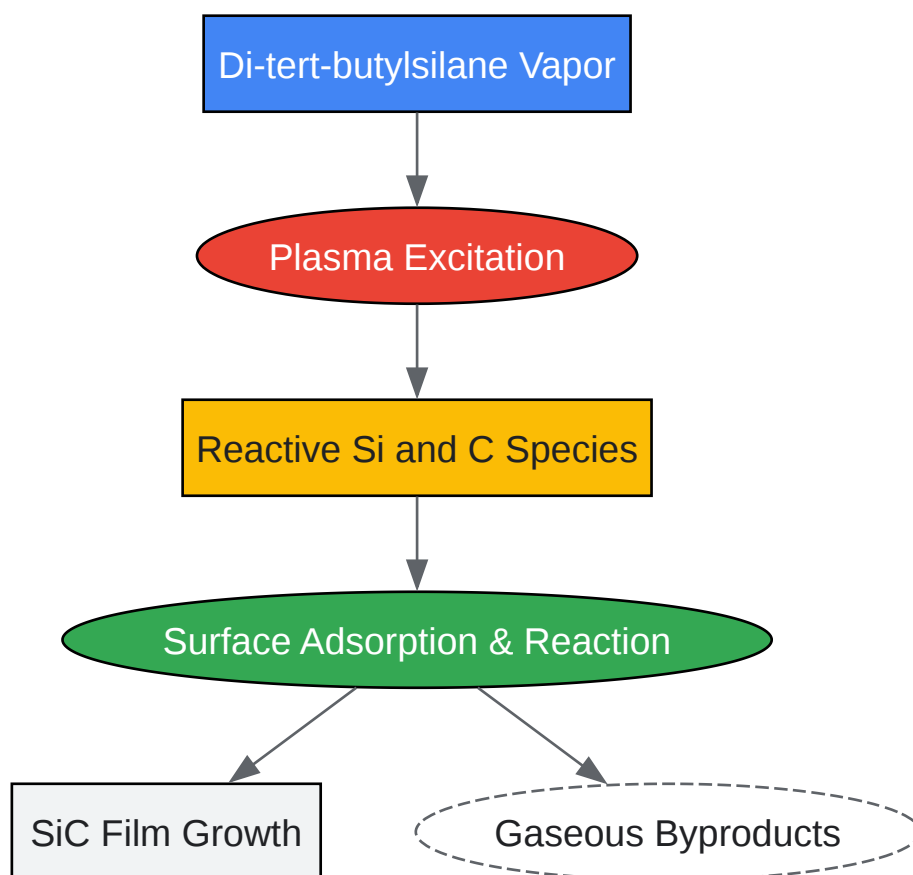 Di-tert-butylsilane Vapor
Plasma Excitation
Reactive Si and C Species
Surface Adsorption & Reaction
SiC Film Growth
Gaseous Byproducts